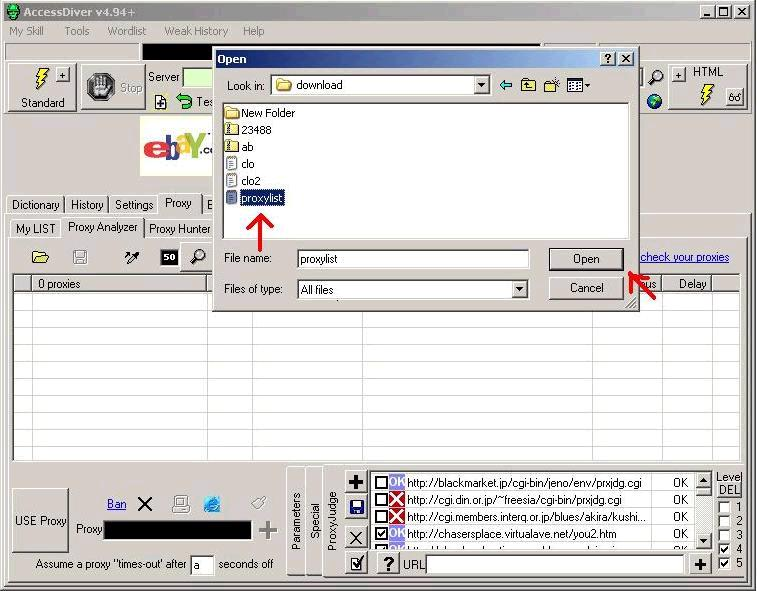 AccessDiver v4.94+
My Skill Tools Wordlist Weak History Help
Open
Look in: download
HTML
Standard
Stop
Server
ebay.co
New Folder
23488
ab
clo
clo2
proxylist
Dictionary History Settings Proxy
My LIST Proxy Analyzer Proxy Hunter
50
File name: proxylist Open
check your proxies
Files of type: All files Cancel
0 proxies
Delay
Level
DEL
1
2
3
4
5
OK http://blackmarket.jp/cgi-bin/jeno/env/prxjdg.cgi OK
http://cgi.din.or.jp/~freesia/cgi-bin/prxjdg.cgi OK
http://cgi.members.interq.or.jp/blues/akira/kushi... OK
OK http://chasersplace.virtualave.net/you2.htm OK
Parameters
Special
ProxyJudge
Ban
USE Proxy
Proxy
Assume a proxy "times-out' after a seconds off
? URL